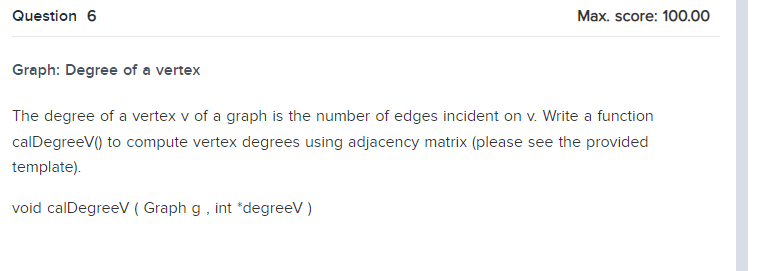 Question 6
Max. score: 100.00
Graph: Degree of a vertex
The degree of a vertex v of a graph is the number of edges incident on v. Write a function
calDegreeV() to compute vertex degrees using adjacency matrix (please see the provided
template).
void calDegreeV ( Graph g , int *degreeV )